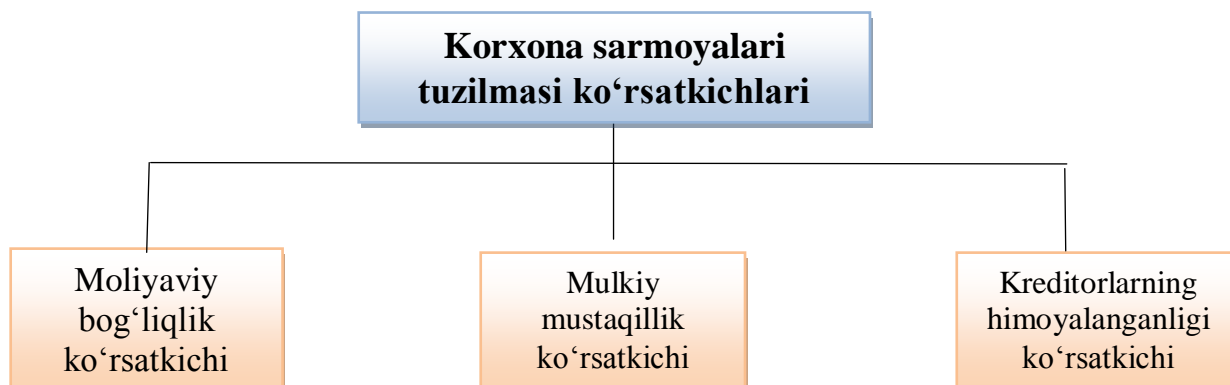 Korxona sarmoyalari
tuzilmasi ko‘rsatkichlari
Moliyaviy
bog‘liqlik
ko‘rsatkichi
Mulkiy
mustaqillik
ko‘rsatkichi
Kreditorlarning
himoyalanganligi
ko‘rsatkichi